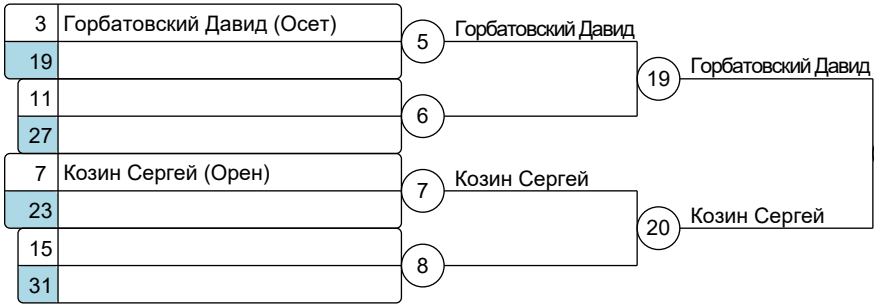 3 Горбатовский Давид (Осет)
5 Горбатовский Давид
19
19 Горбатовский Давид
11
6
27
7 Козин Сергей (Орен)
7 Козин Сергей
23
20 Козин Сергей
15
8
31